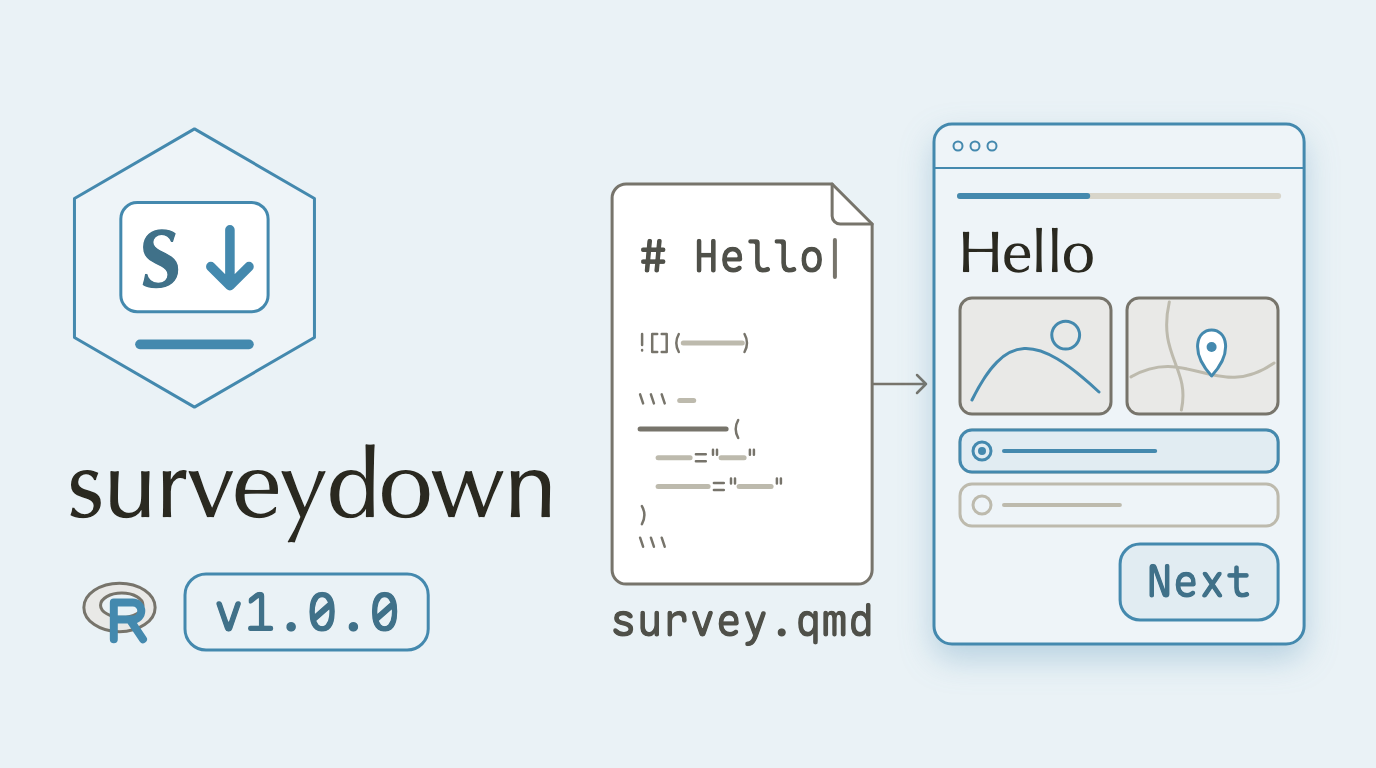 S
surveydown
R
v1.0.0
# Hello
![]()
\\\
(
=""
=""
)
\\\
survey.qmd
Hello
Next